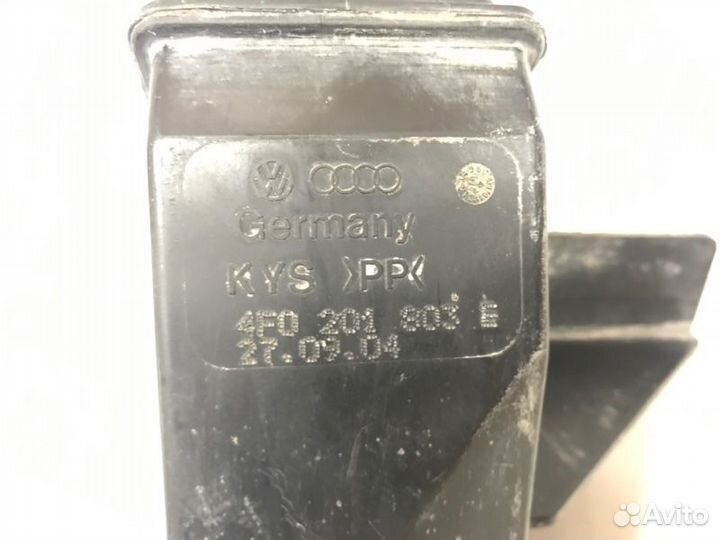 Germany
KYS >PP<
4F0 201 803 E
27.09.04
Avito